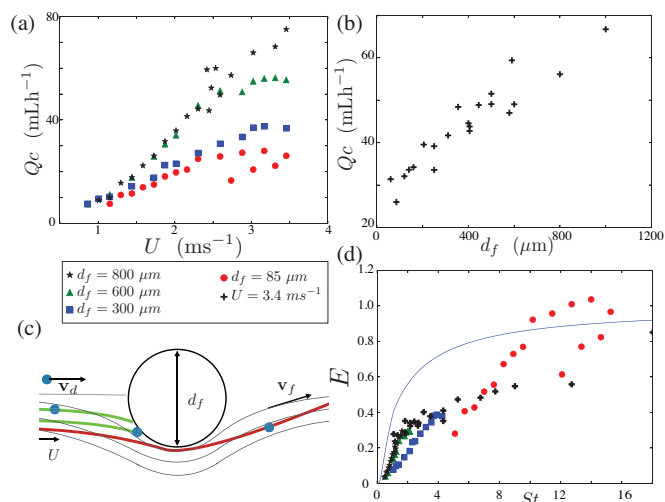 (a)
80
40
0
0 1 2 3 4
Qc (mLh⁻¹)
U (ms⁻¹)
(b)
60
40
20
0 400 800 1200
Qc (mLh⁻¹)
d_f (μm)
★ d_f = 800 μm
▲ d_f = 600 μm
■ d_f = 300 μm
● d_f = 85 μm
+ U = 3.4 ms⁻¹
(c)
v_d
d_f
v_f
U
(d)
1.2
1.0
0.8
0.6
0.4
0.2
0
0 4 8 12 16
E
St